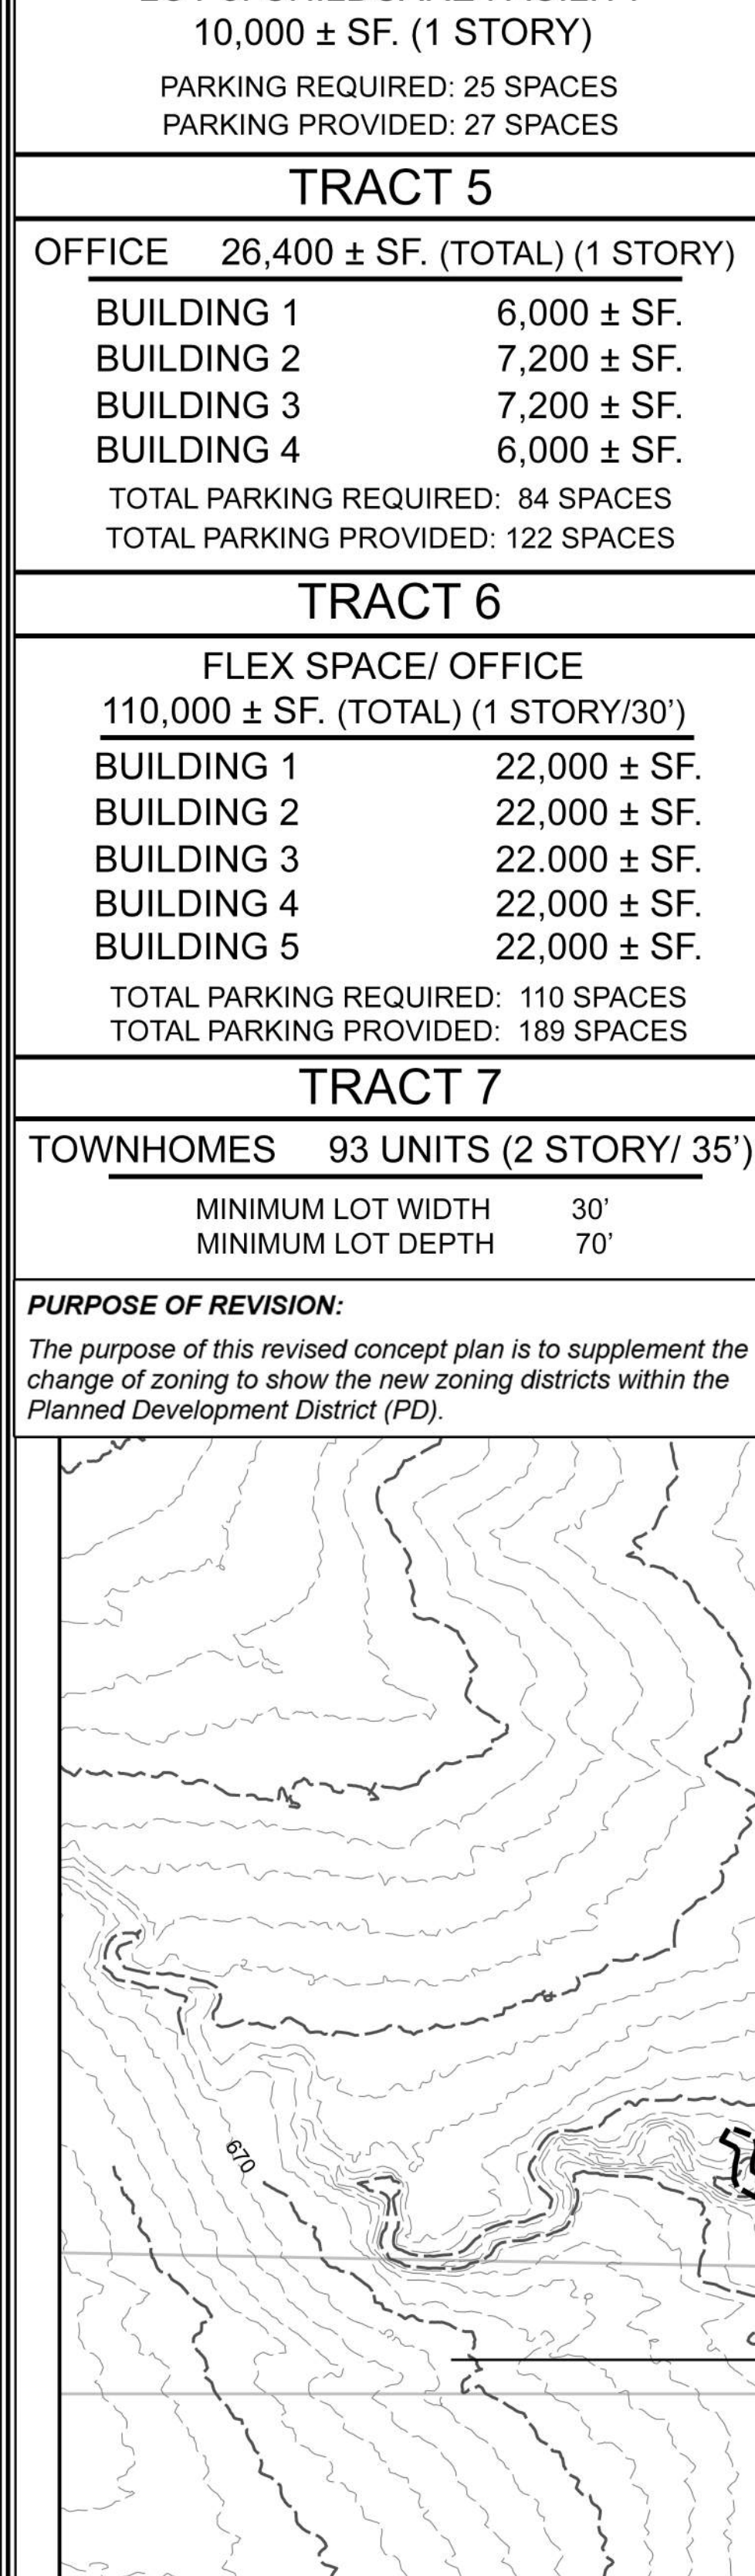 10,000 ± SF. (1 STORY)
PARKING REQUIRED: 25 SPACES
PARKING PROVIDED: 27 SPACES
TRACT 5
OFFICE 26,400 ± SF. (TOTAL) (1 STORY)
BUILDING 1 6,000 ± SF.
BUILDING 2 7,200 ± SF.
BUILDING 3 7,200 ± SF.
BUILDING 4 6,000 ± SF.
TOTAL PARKING REQUIRED: 84 SPACES
TOTAL PARKING PROVIDED: 122 SPACES
TRACT 6
FLEX SPACE/ OFFICE
110,000 ± SF. (TOTAL) (1 STORY/30’)
BUILDING 1 22,000 ± SF.
BUILDING 2 22,000 ± SF.
BUILDING 3 22.000 ± SF.
BUILDING 4 22,000 ± SF.
BUILDING 5 22,000 ± SF.
TOTAL PARKING REQUIRED: 110 SPACES
TOTAL PARKING PROVIDED: 189 SPACES
TRACT 7
TOWNHOMES 93 UNITS (2 STORY/ 35’)
MINIMUM LOT WIDTH 30’
MINIMUM LOT DEPTH 70’
PURPOSE OF REVISION:
The purpose of this revised concept plan is to supplement the
change of zoning to show the new zoning districts within the
Planned Development District (PD).
670